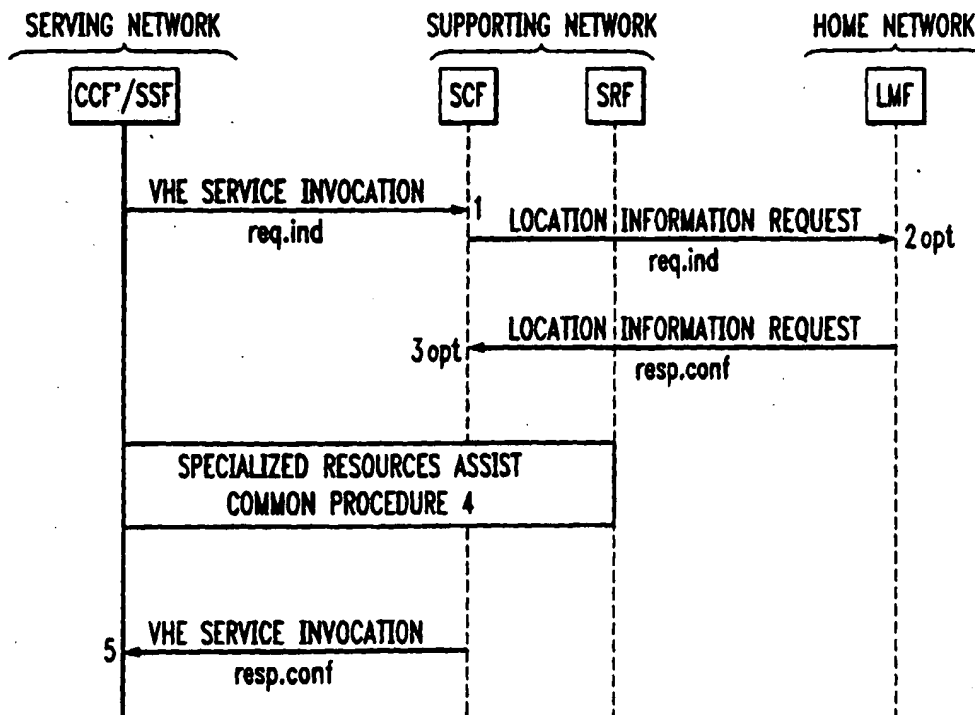 SERVING NETWORK SUPPORTING NETWORK HOME NETWORK
CCF'/SSF SCF SRF LMF
VHE SERVICE INVOCATION
req.ind
1
LOCATION INFORMATION REQUEST
req.ind
2 opt
LOCATION INFORMATION REQUEST
resp.conf
3 opt
SPECIALIZED RESOURCES ASSIST
COMMON PROCEDURE 4
VHE SERVICE INVOCATION
resp.conf
5